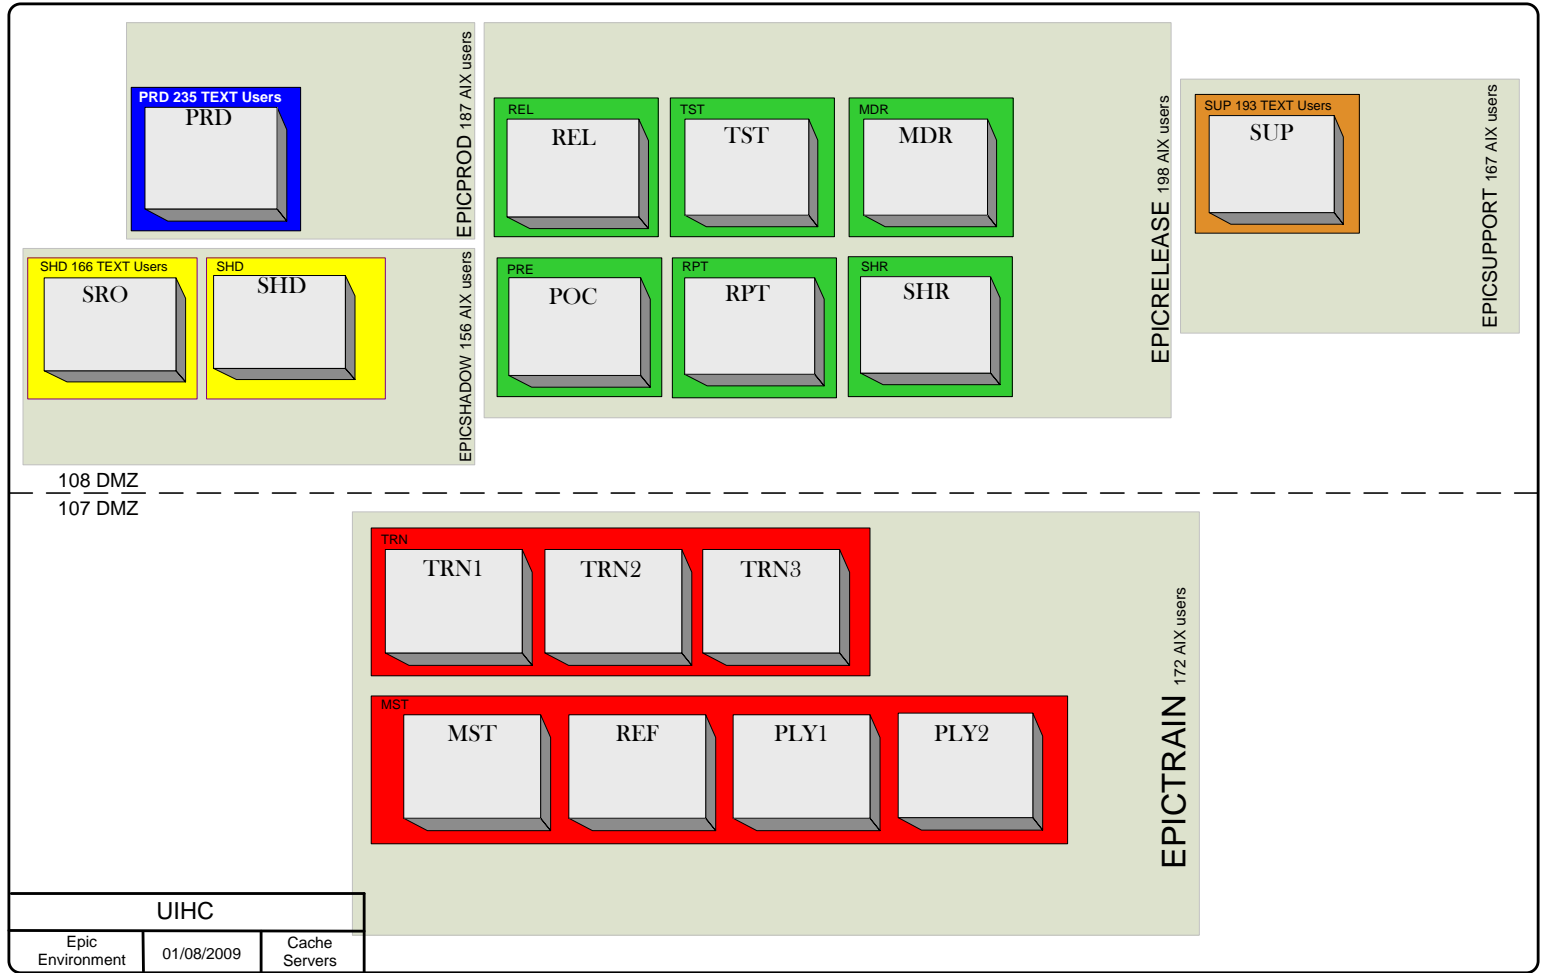 PRD 235 TEXT Users
PRD
EPICPROD 187 AIX users
SHD 166 TEXT Users
SRO
SHD
SHD
EPICSHADOW 156 AIX users
REL
REL
TST
TST
MDR
MDR
PRE
POC
RPT
RPT
SHR
SHR
EPICRELEASE 198 AIX users
SUP 193 TEXT Users
SUP
EPICSUPPORT 167 AIX users
108 DMZ
107 DMZ
TRN
TRN1
TRN2
TRN3
MST
MST
REF
PLY1
PLY2
EPICTRAIN 172 AIX users
UIHC
Epic
Environment
01/08/2009
Cache
Servers